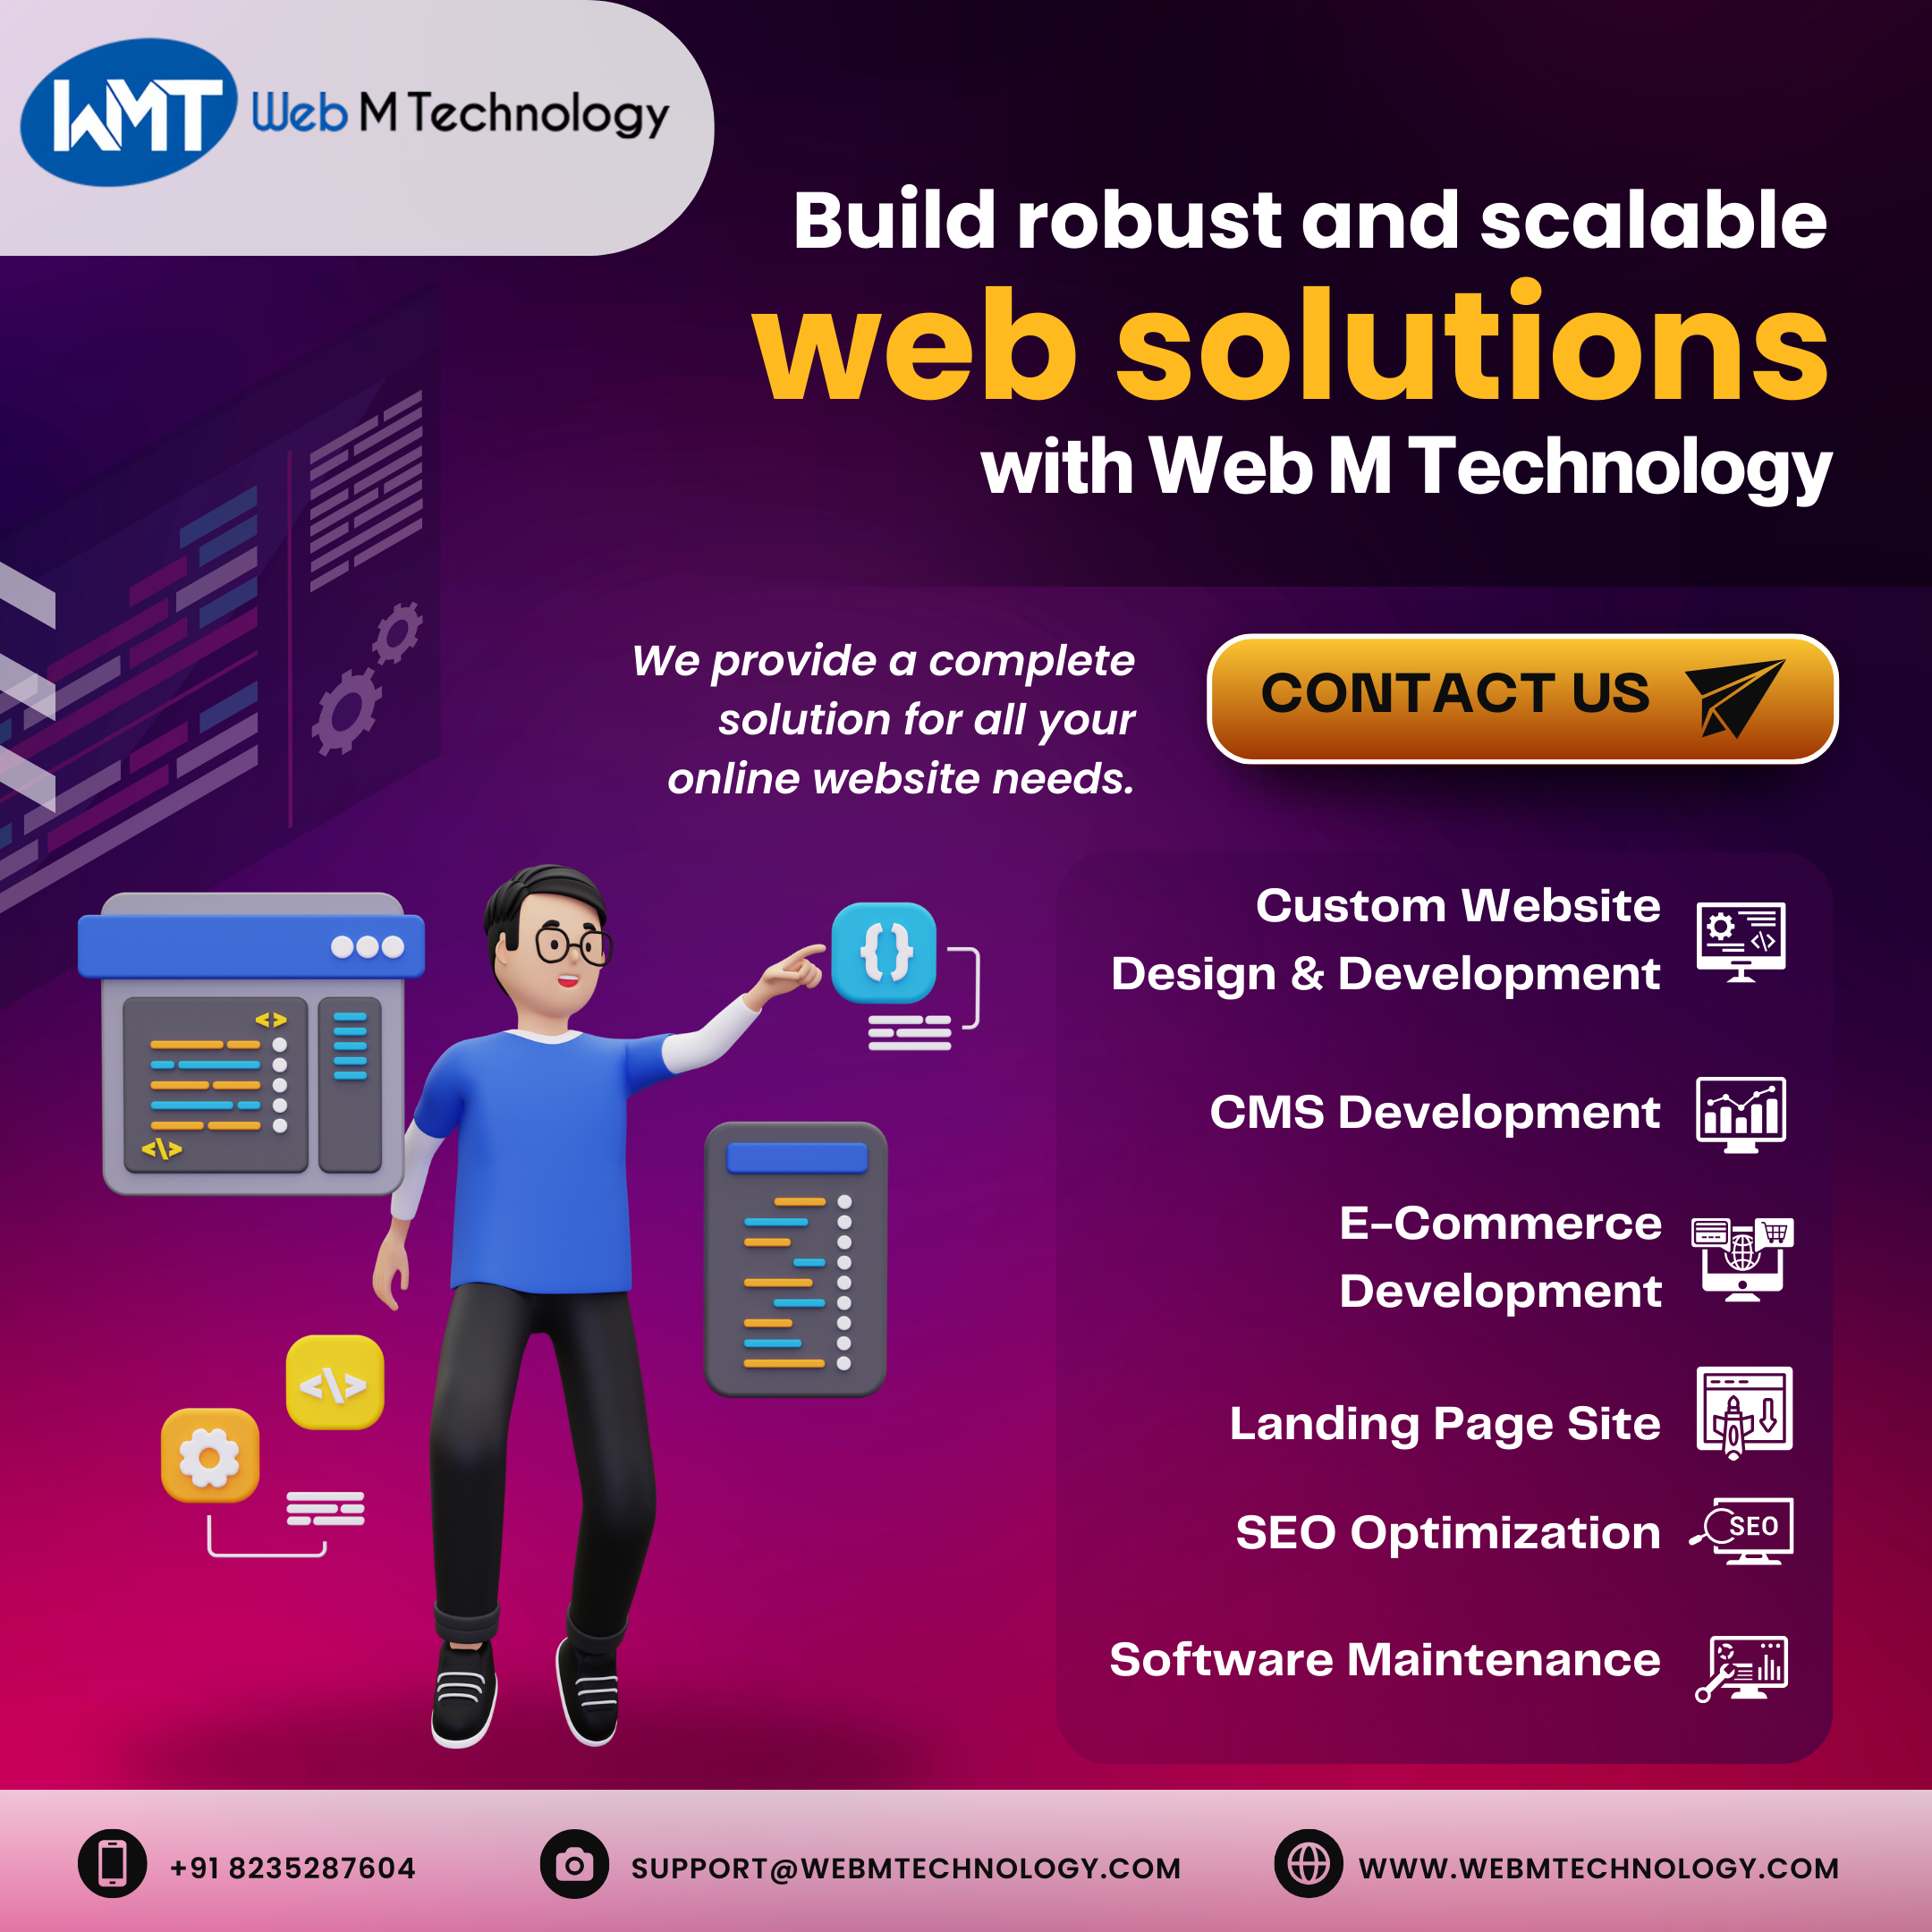 WMT Web M Technology
Build robust and scalable
web solutions
with Web M Technology
We provide a complete
solution for all your
online website needs.
CONTACT US
Custom Website
Design & Development
CMS Development
E-Commerce
Development
Landing Page Site
SEO Optimization
SEO
Software Maintenance
+91 8235287604
SUPPORT@WEBMTECHNOLOGY.COM
WWW.WEBMTECHNOLOGY.COM